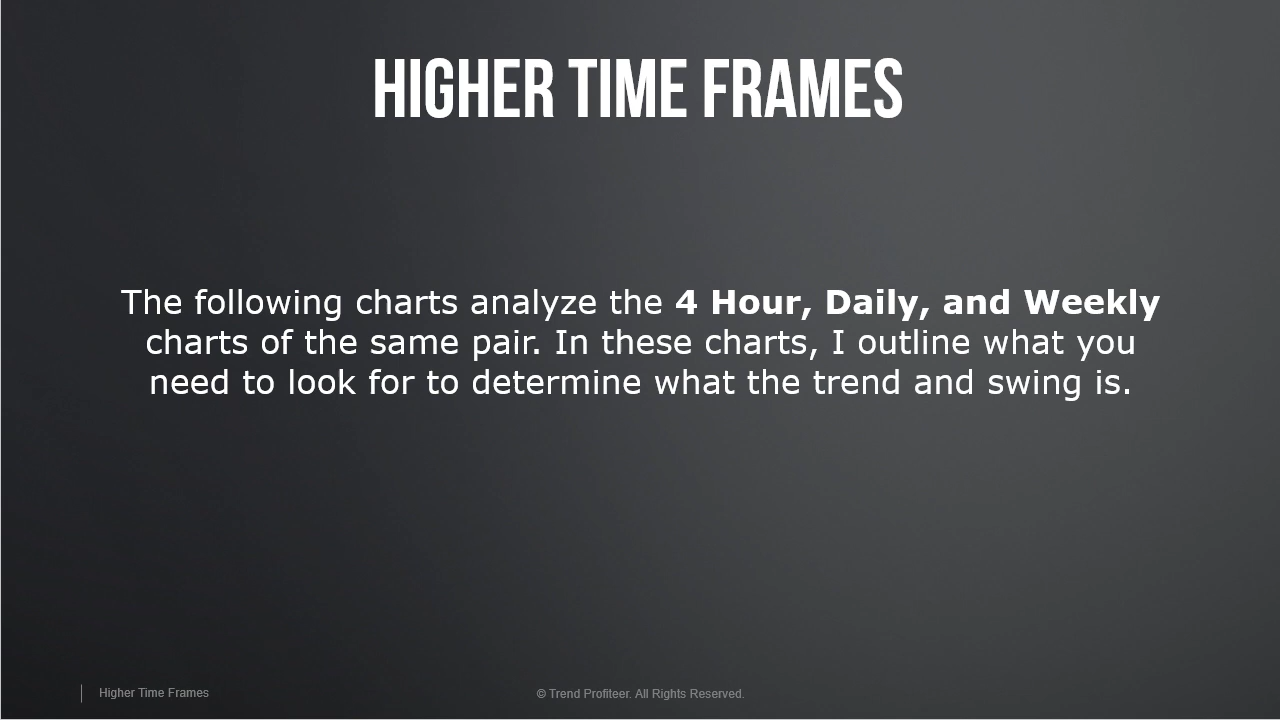 HIGHER TIME FRAMES
The following charts analyze the 4 Hour, Daily, and Weekly
charts of the same pair. In these charts, I outline what you
need to look for to determine what the trend and swing is.
Higher Time Frames
© Trend Profiteer. All Rights Reserved.